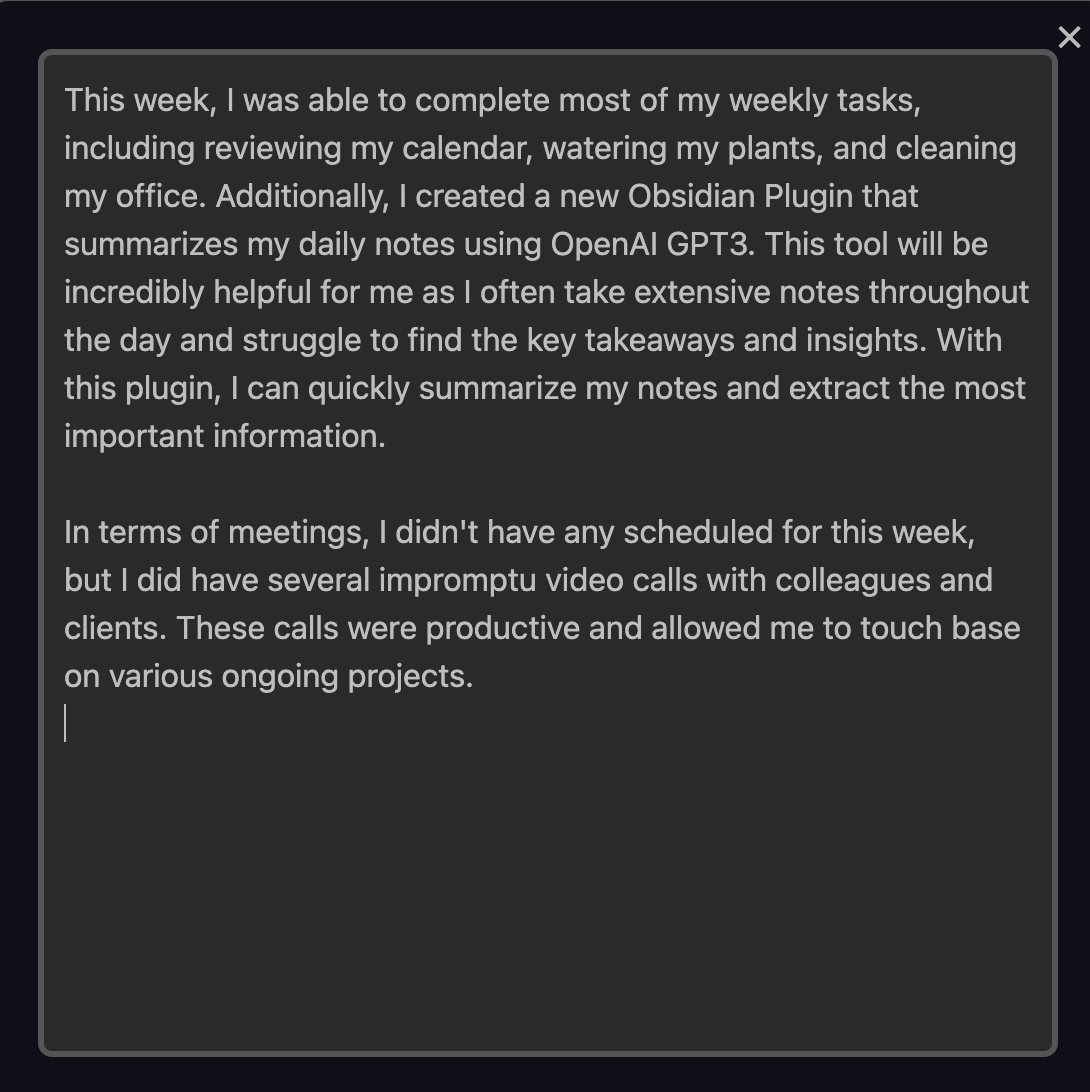 This week, I was able to complete most of my weekly tasks,
including reviewing my calendar, watering my plants, and cleaning
my office. Additionally, I created a new Obsidian Plugin that
summarizes my daily notes using OpenAI GPT3. This tool will be
incredibly helpful for me as I often take extensive notes throughout
the day and struggle to find the key takeaways and insights. With
this plugin, I can quickly summarize my notes and extract the most
important information.

In terms of meetings, I didn't have any scheduled for this week,
but I did have several impromptu video calls with colleagues and
clients. These calls were productive and allowed me to touch base
on various ongoing projects.